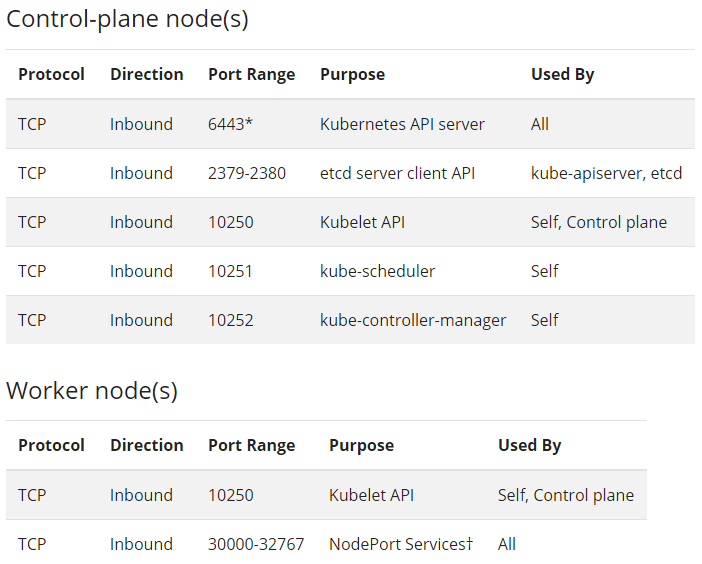 Control-plane node(s)
Protocol Direction Port Range Purpose Used By
TCP Inbound 6443* Kubernetes API server All
TCP Inbound 2379-2380 etcd server client API kube-apiserver, etcd
TCP Inbound 10250 Kubelet API Self, Control plane
TCP Inbound 10251 kube-scheduler Self
TCP Inbound 10252 kube-controller-manager Self
Worker node(s)
Protocol Direction Port Range Purpose Used By
TCP Inbound 10250 Kubelet API Self, Control plane
TCP Inbound 30000-32767 NodePort Services† All